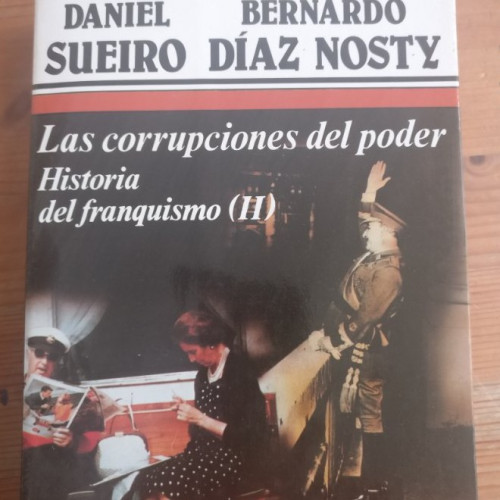 DANIEL
SUEIRO
BERNARDO
DÍAZ NOSTY
Las corrupciones del poder
Historia
del franquismo (II)